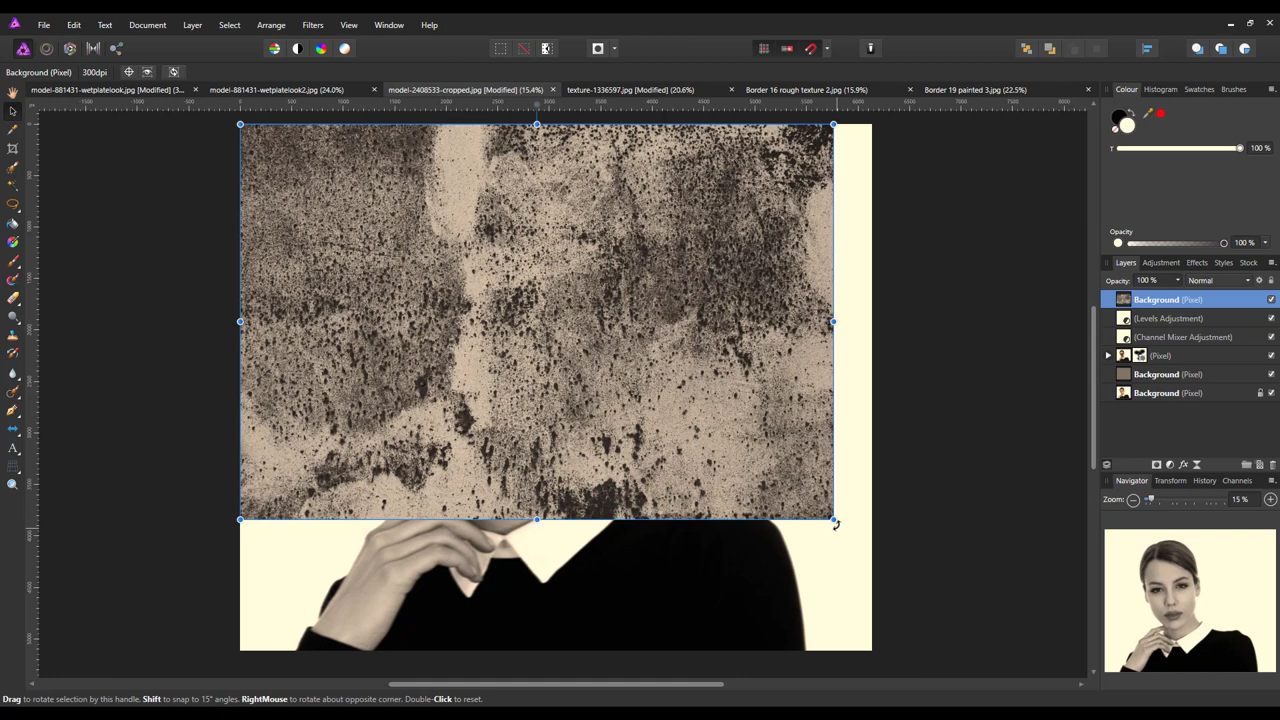 File Edit Text Document Layer Select Arrange Filters View Window Help
Background (Pixel) 300dpi
model-881431-wetplatelook.jpg [Modified] (3... × model-881431-wetplatelook2.jpg (24.0%) × model-2408533-cropped.jpg [Modified] (15.4%) × texture-1336597.jpg [Modified] (20.6%) × Border 16 rough texture 2.jpg (15.9%) × Border 19 painted 3.jpg (22.5%) ×
Colour Histogram Swatches Brushes
T 100 %
Opacity
100 %
Layers Adjustment Effects Styles Stock
Opacity: 100 % Normal
Background (Pixel)
(Levels Adjustment)
(Channel Mixer Adjustment)
(Pixel)
Background (Pixel)
Background (Pixel)
Navigator Transform History Channels
Zoom: 15 %
Drag to rotate selection by this handle. Shift to snap to 15° angles. RightMouse to rotate about opposite corner. Double-Click to reset.